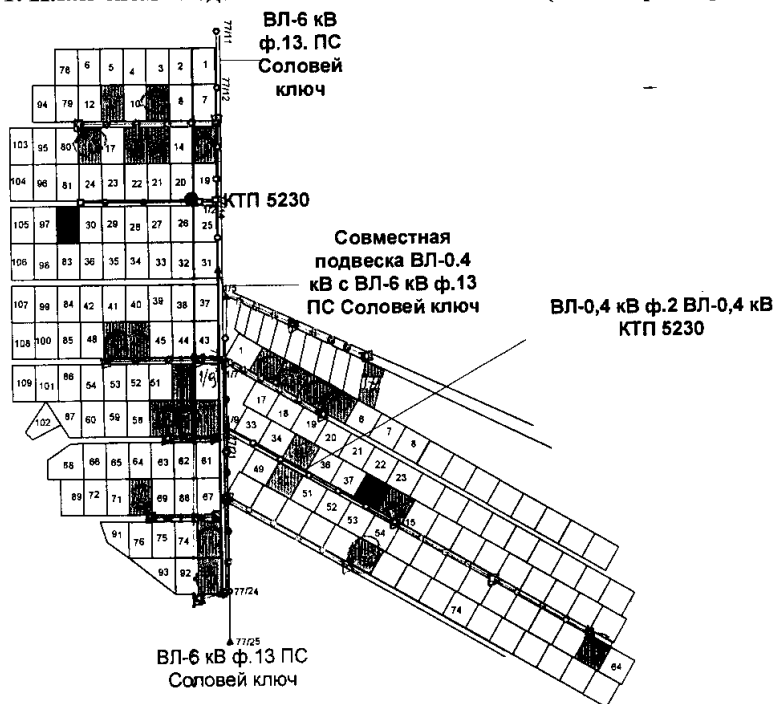 ВЛ-6 кВ
ф.13. ПС
Соловей
ключ
77/11
77/12
78 6 5 4 3 2 1
94 79 12 10 8 7
103 95 80 17 14
104 96 81 24 23 22 21 20 19
КТП 5230
105 97 30 29 28 27 26 25
106 98 83 36 35 34 33 32 31
Совместная
подвеска ВЛ-0.4
кВ с ВЛ-6 кВ ф.13
ПС Соловей ключ
ВЛ-0,4 кВ ф.2 ВЛ-0,4 кВ
КТП 5230
107 99 84 42 41 40 39 38 37
108 100 85 48 45 44 43
109 101 86 54 53 52 51 1/9
102 87 60 59 58
88 66 65 64 63 62 61
89 72 71 69 68 67
91 76 75 74
93 92
1 6 7 8
17 18 19 20 21 22 23
33 34 36 37
49 51 52 53 54
74
64
77/24
77/25
ВЛ-6 кВ ф.13 ПС
Соловей ключ